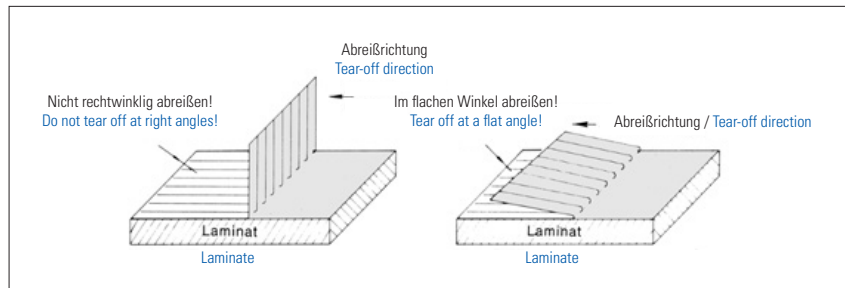 Abreißrichtung
Tear-off direction
Nicht rechtwinklig abreißen!
Do not tear off at right angles!
Laminat
Laminate
Im flachen Winkel abreißen!
Tear off at a flat angle!
Abreißrichtung / Tear-off direction
Laminat
Laminate